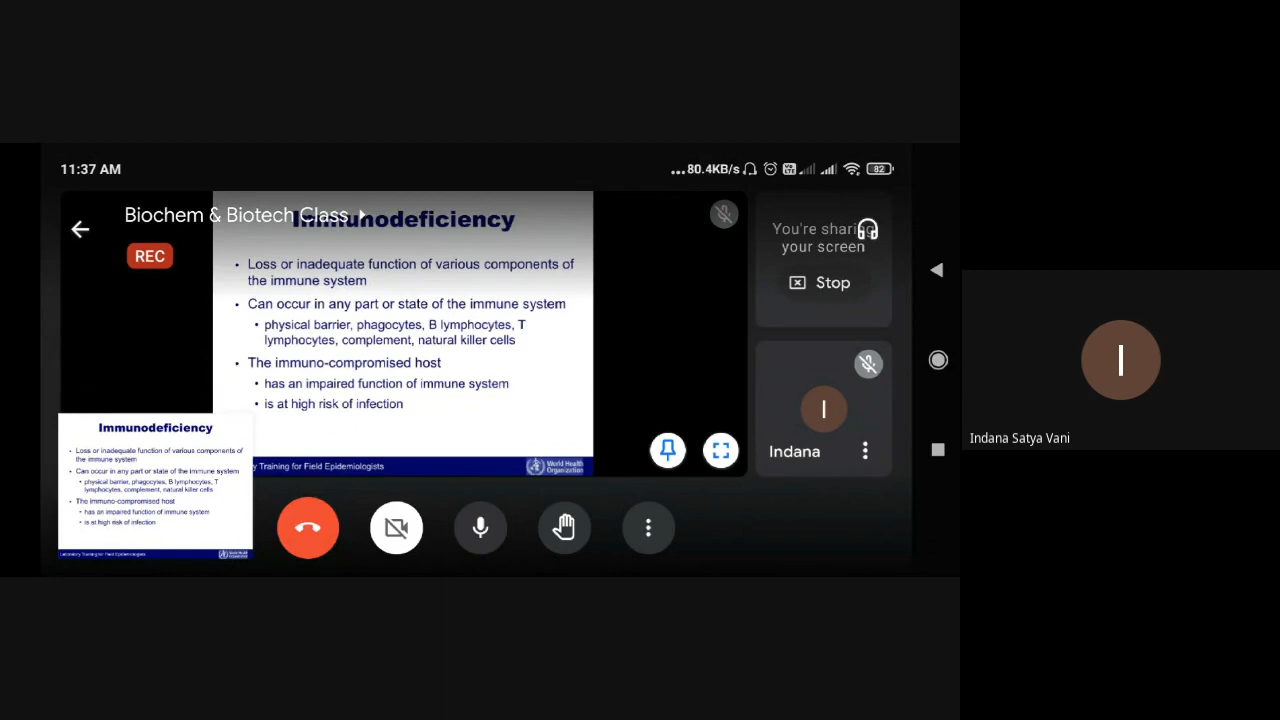 11:37 AM
80.4KB/s
82
Biochem & Biotech Class
REC
Immunodeficiency
• Loss or inadequate function of various components of
the immune system
• Can occur in any part or state of the immune system
• physical barrier, phagocytes, B lymphocytes, T
lymphocytes, complement, natural killer cells
• The immuno-compromised host
• has an impaired function of immune system
• is at high risk of infection
Training for Field Epidemiologists
World Health
Organization
You're sharing
your screen
Stop
I
Indana
Immunodeficiency
• Loss or inadequate function of various components of
the immune system
• Can occur in any part or state of the immune system
• physical barrier, phagocytes, B lymphocytes, T
lymphocytes, complement, natural killer cells
• The immuno-compromised host
• has an impaired function of immune system
• is at high risk of infection
Laboratory Training for Field Epidemiologists
I
Indana Satya Vani